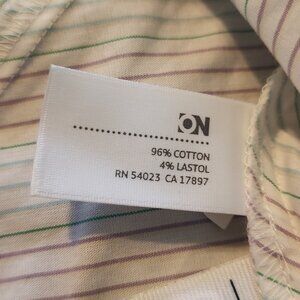 ON
96% COTTON
4% LASTOL
RN 54023 CA 17897